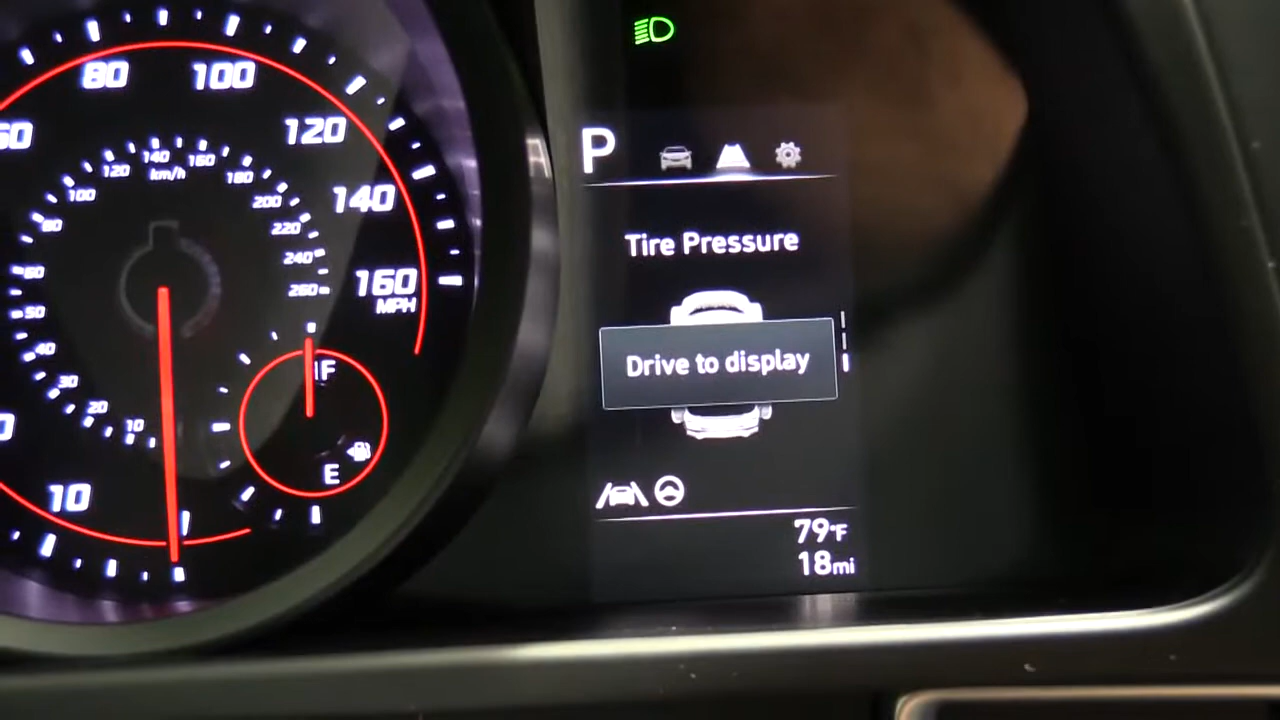 80
100
120
140
160
MPH
10
140
160
120
km/h
180
100
200
80
220
240
60
260
50
40
30
20
10
F
E
P
Tire Pressure
Drive to display
79°F
18mi